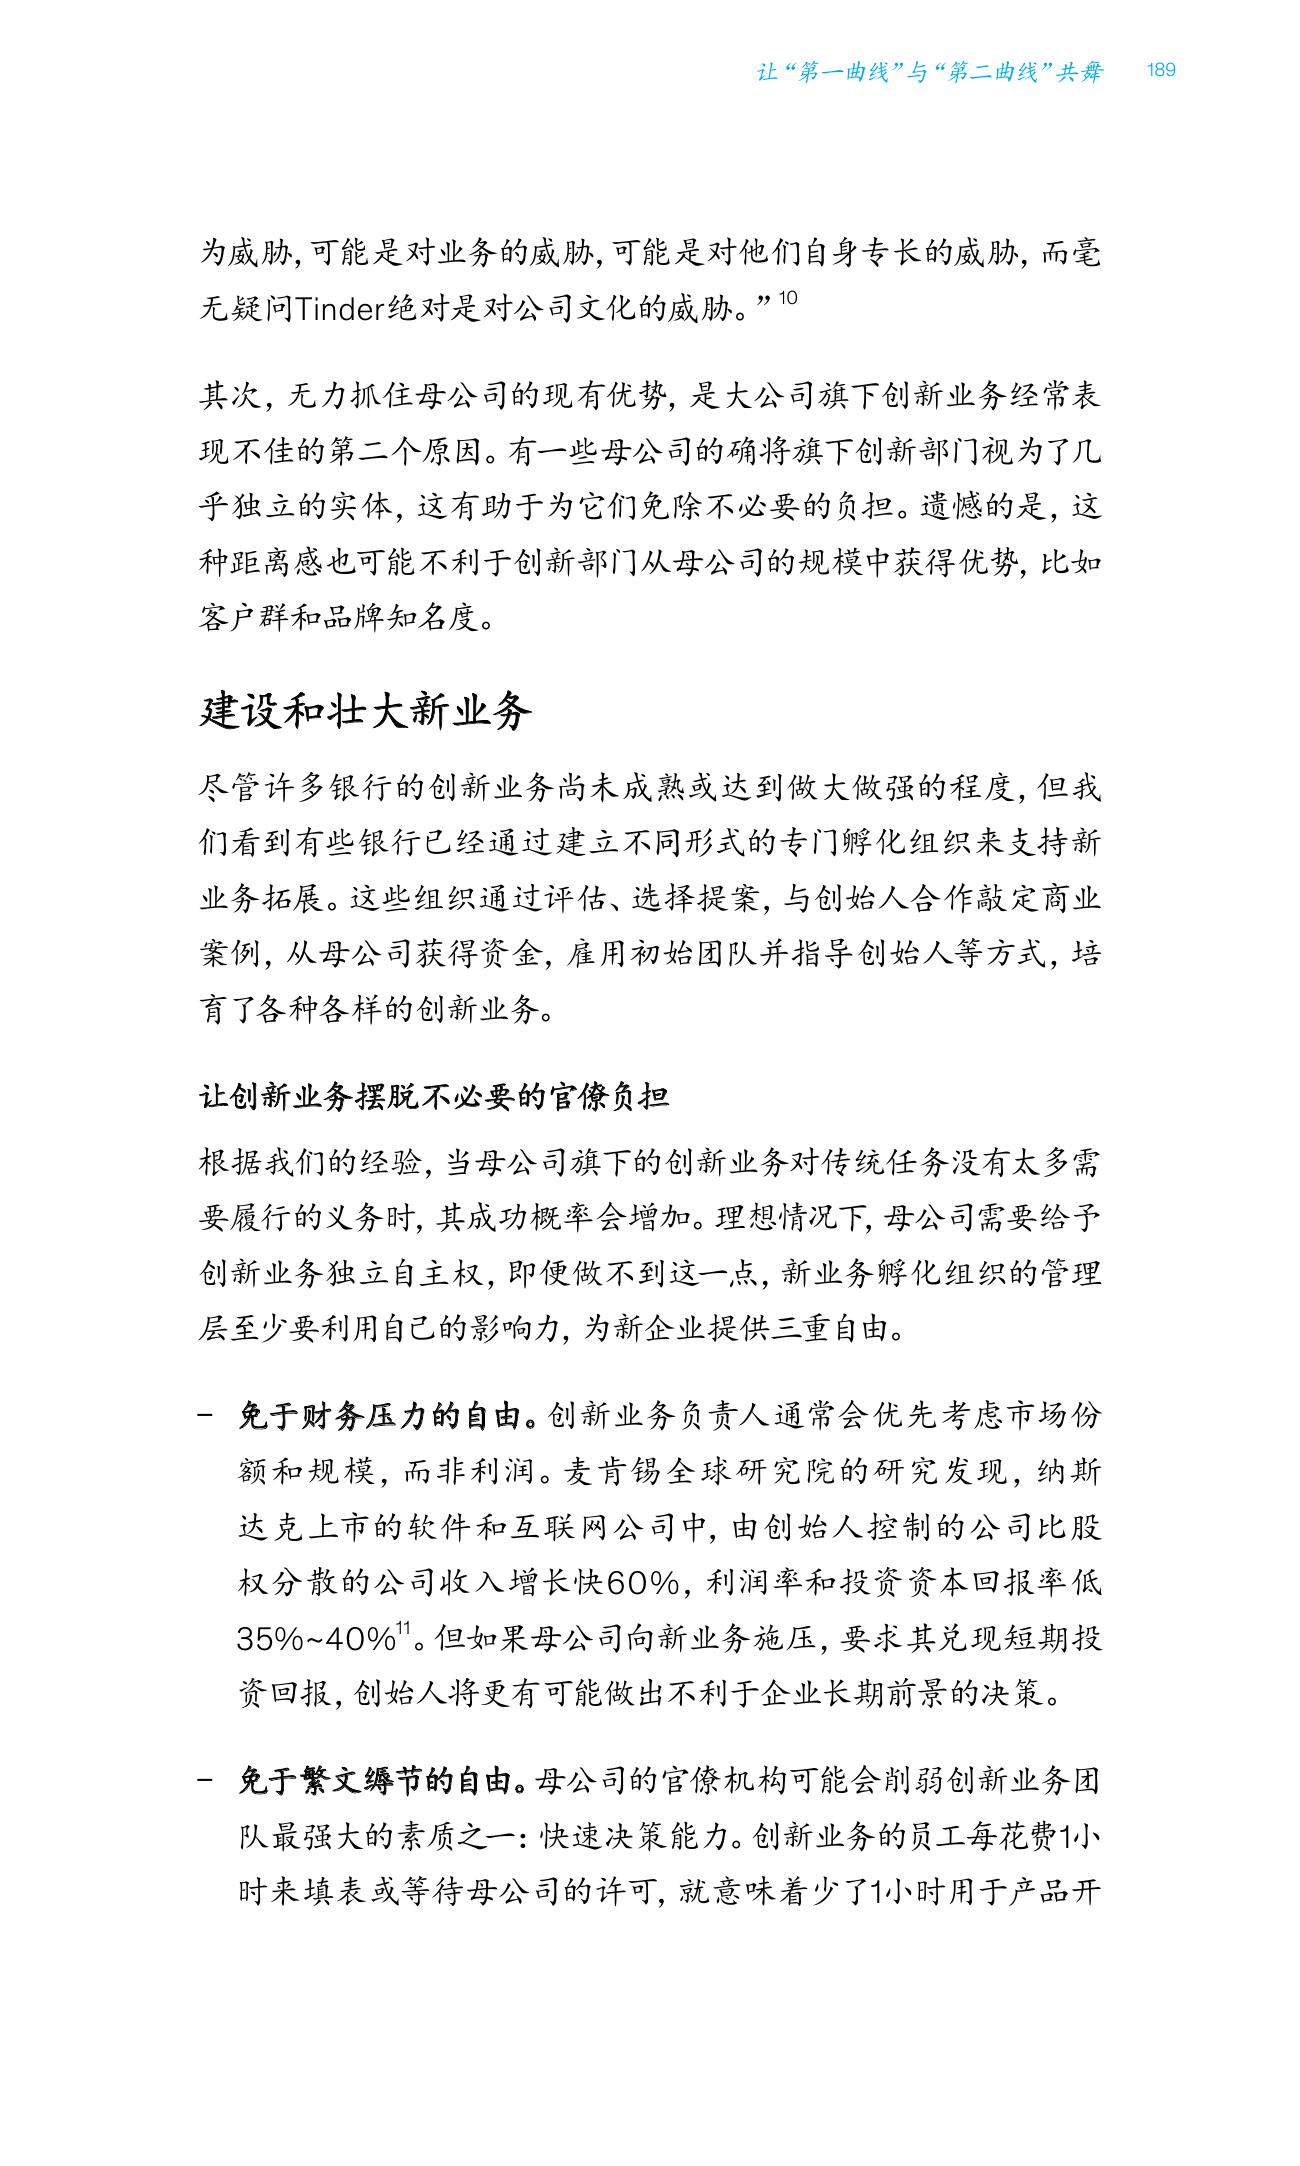 让“第一曲线”与“第二曲线”共舞 189
为威胁，可能是对业务的威胁，可能是对他们自身专长的威胁，而毫
无疑问Tinder绝对是对公司文化的威胁。”10
其次，无力抓住母公司的现有优势，是大公司旗下创新业务经常表
现不佳的第二个原因。有一些母公司的确将旗下创新部门视为了几
乎独立的实体，这有助于为它们免除不必要的负担。遗憾的是，这
种距离感也可能不利于创新部门从母公司的规模中获得优势，比如
客户群和品牌知名度。
建设和壮大新业务
尽管许多银行的创新业务尚未成熟或达到做大做强的程度，但我
们看到有些银行已经通过建立不同形式的专门孵化组织来支持新
业务拓展。这些组织通过评估、选择提案，与创始人合作敲定商业
案例，从母公司获得资金，雇用初始团队并指导创始人等方式，培
育了各种各样的创新业务。
让创新业务摆脱不必要的官僚负担
根据我们的经验，当母公司旗下的创新业务对传统任务没有太多需
要履行的义务时，其成功概率会增加。理想情况下，母公司需要给予
创新业务独立自主权，即便做不到这一点，新业务孵化组织的管理
层至少要利用自己的影响力，为新企业提供三重自由。
– 免于财务压力的自由。创新业务负责人通常会优先考虑市场份
额和规模，而非利润。麦肯锡全球研究院的研究发现，纳斯
达克上市的软件和互联网公司中，由创始人控制的公司比股
权分散的公司收入增长快60%，利润率和投资资本回报率低
35%~40%11。但如果母公司向新业务施压，要求其兑现短期投
资回报，创始人将更有可能做出不利于企业长期前景的决策。
– 免于繁文缛节的自由。母公司的官僚机构可能会削弱创新业务团
队最强大的素质之一：快速决策能力。创新业务的员工每花费1小
时来填表或等待母公司的许可，就意味着少了1小时用于产品开